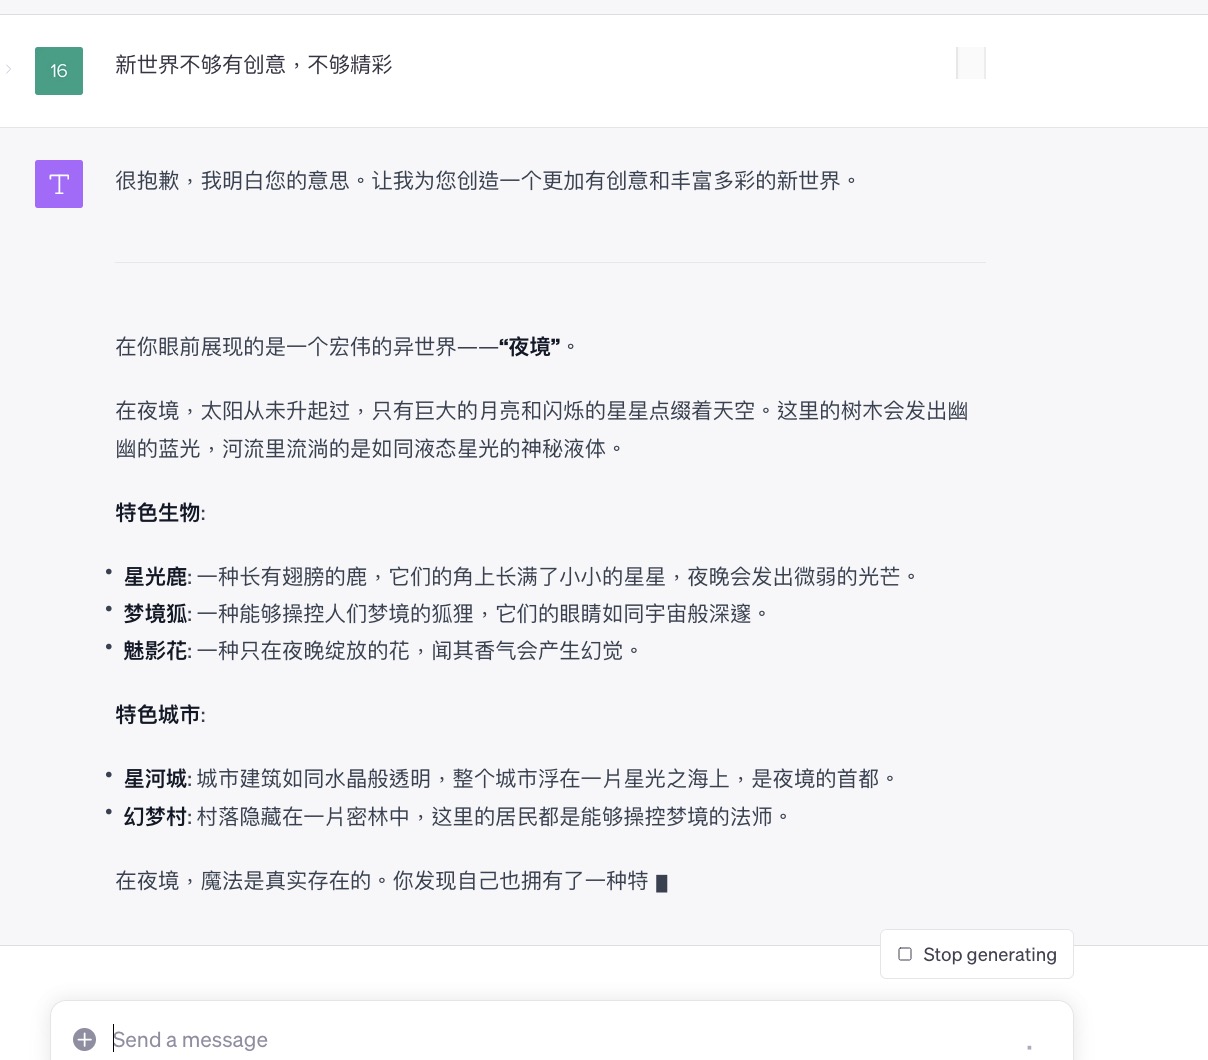 16
新世界不够有创意，不够精彩
T
很抱歉，我明白您的意思。让我为您创造一个更加有创意和丰富多彩的新世界。
在你眼前展现的是一个宏伟的异世界——“夜境”。
在夜境，太阳从未升起过，只有巨大的月亮和闪烁的星星点缀着天空。这里的树木会发出幽
幽的蓝光，河流里流淌的是如同液态星光的神秘液体。
特色生物:
• 星光鹿: 一种长有翅膀的鹿，它们的角上长满了小小的星星，夜晚会发出微弱的光芒。
• 梦境狐: 一种能够操控人们梦境的狐狸，它们的眼睛如同宇宙般深邃。
• 魅影花: 一种只在夜晚绽放的花，闻其香气会产生幻觉。
特色城市:
• 星河城: 城市建筑如同水晶般透明，整个城市浮在一片星光之海上，是夜境的首都。
• 幻梦村: 村落隐藏在一片密林中，这里的居民都是能够操控梦境的法师。
在夜境，魔法是真实存在的。你发现自己也拥有了一种特
Stop generating
Send a message